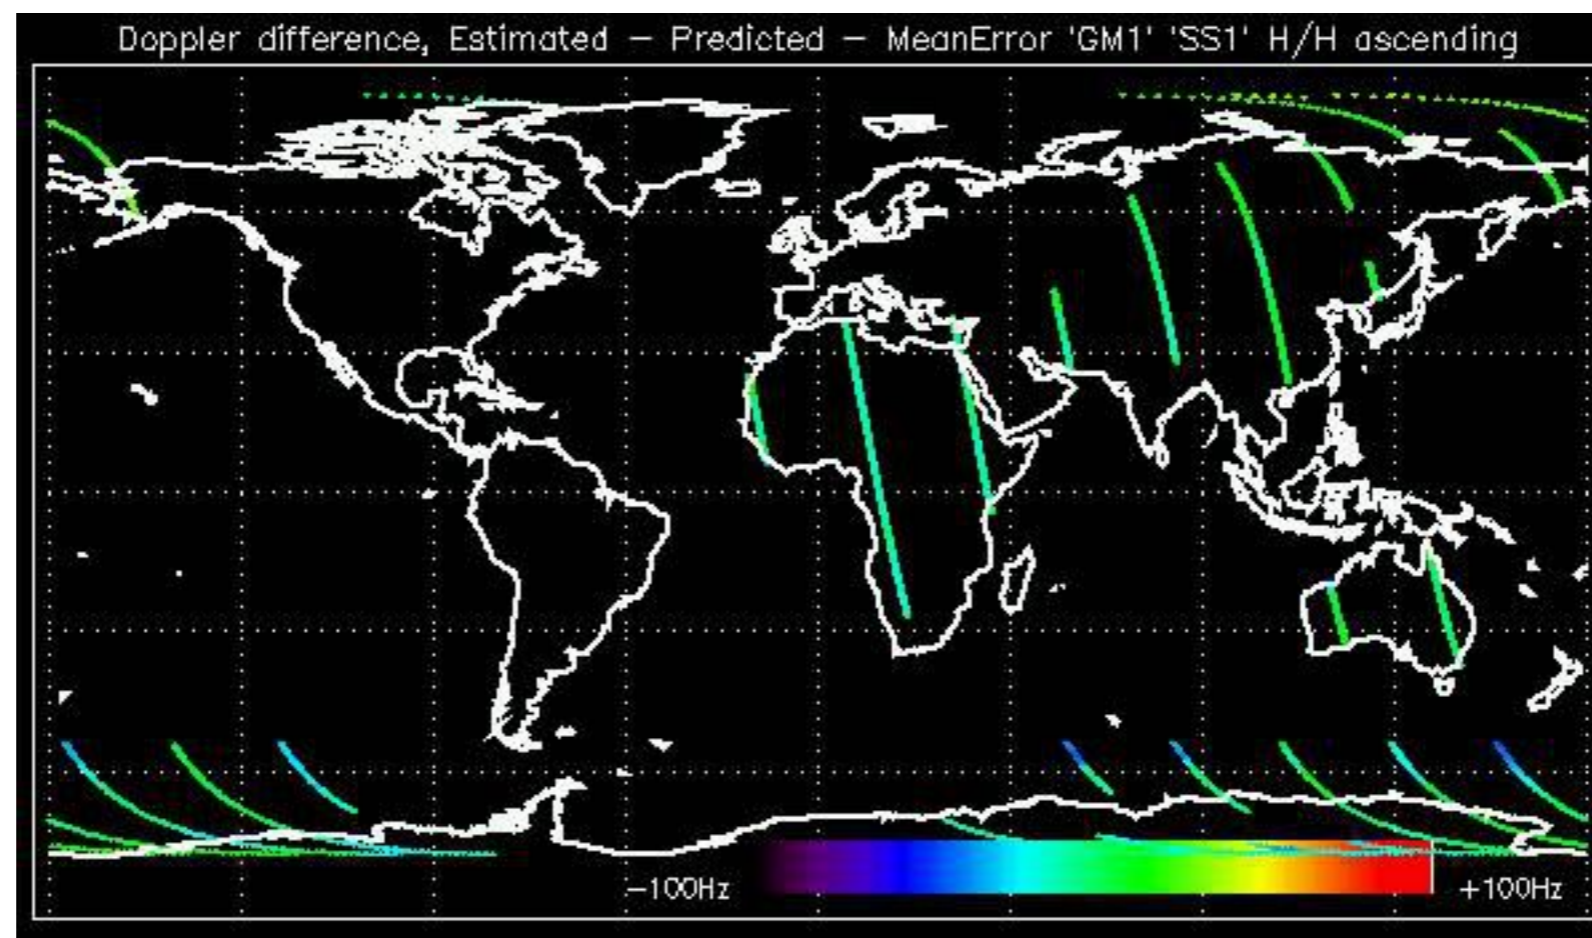 Doppler difference, Estimated – Predicted – MeanError 'GM1' 'SS1' H/H ascending
–100Hz
+100Hz